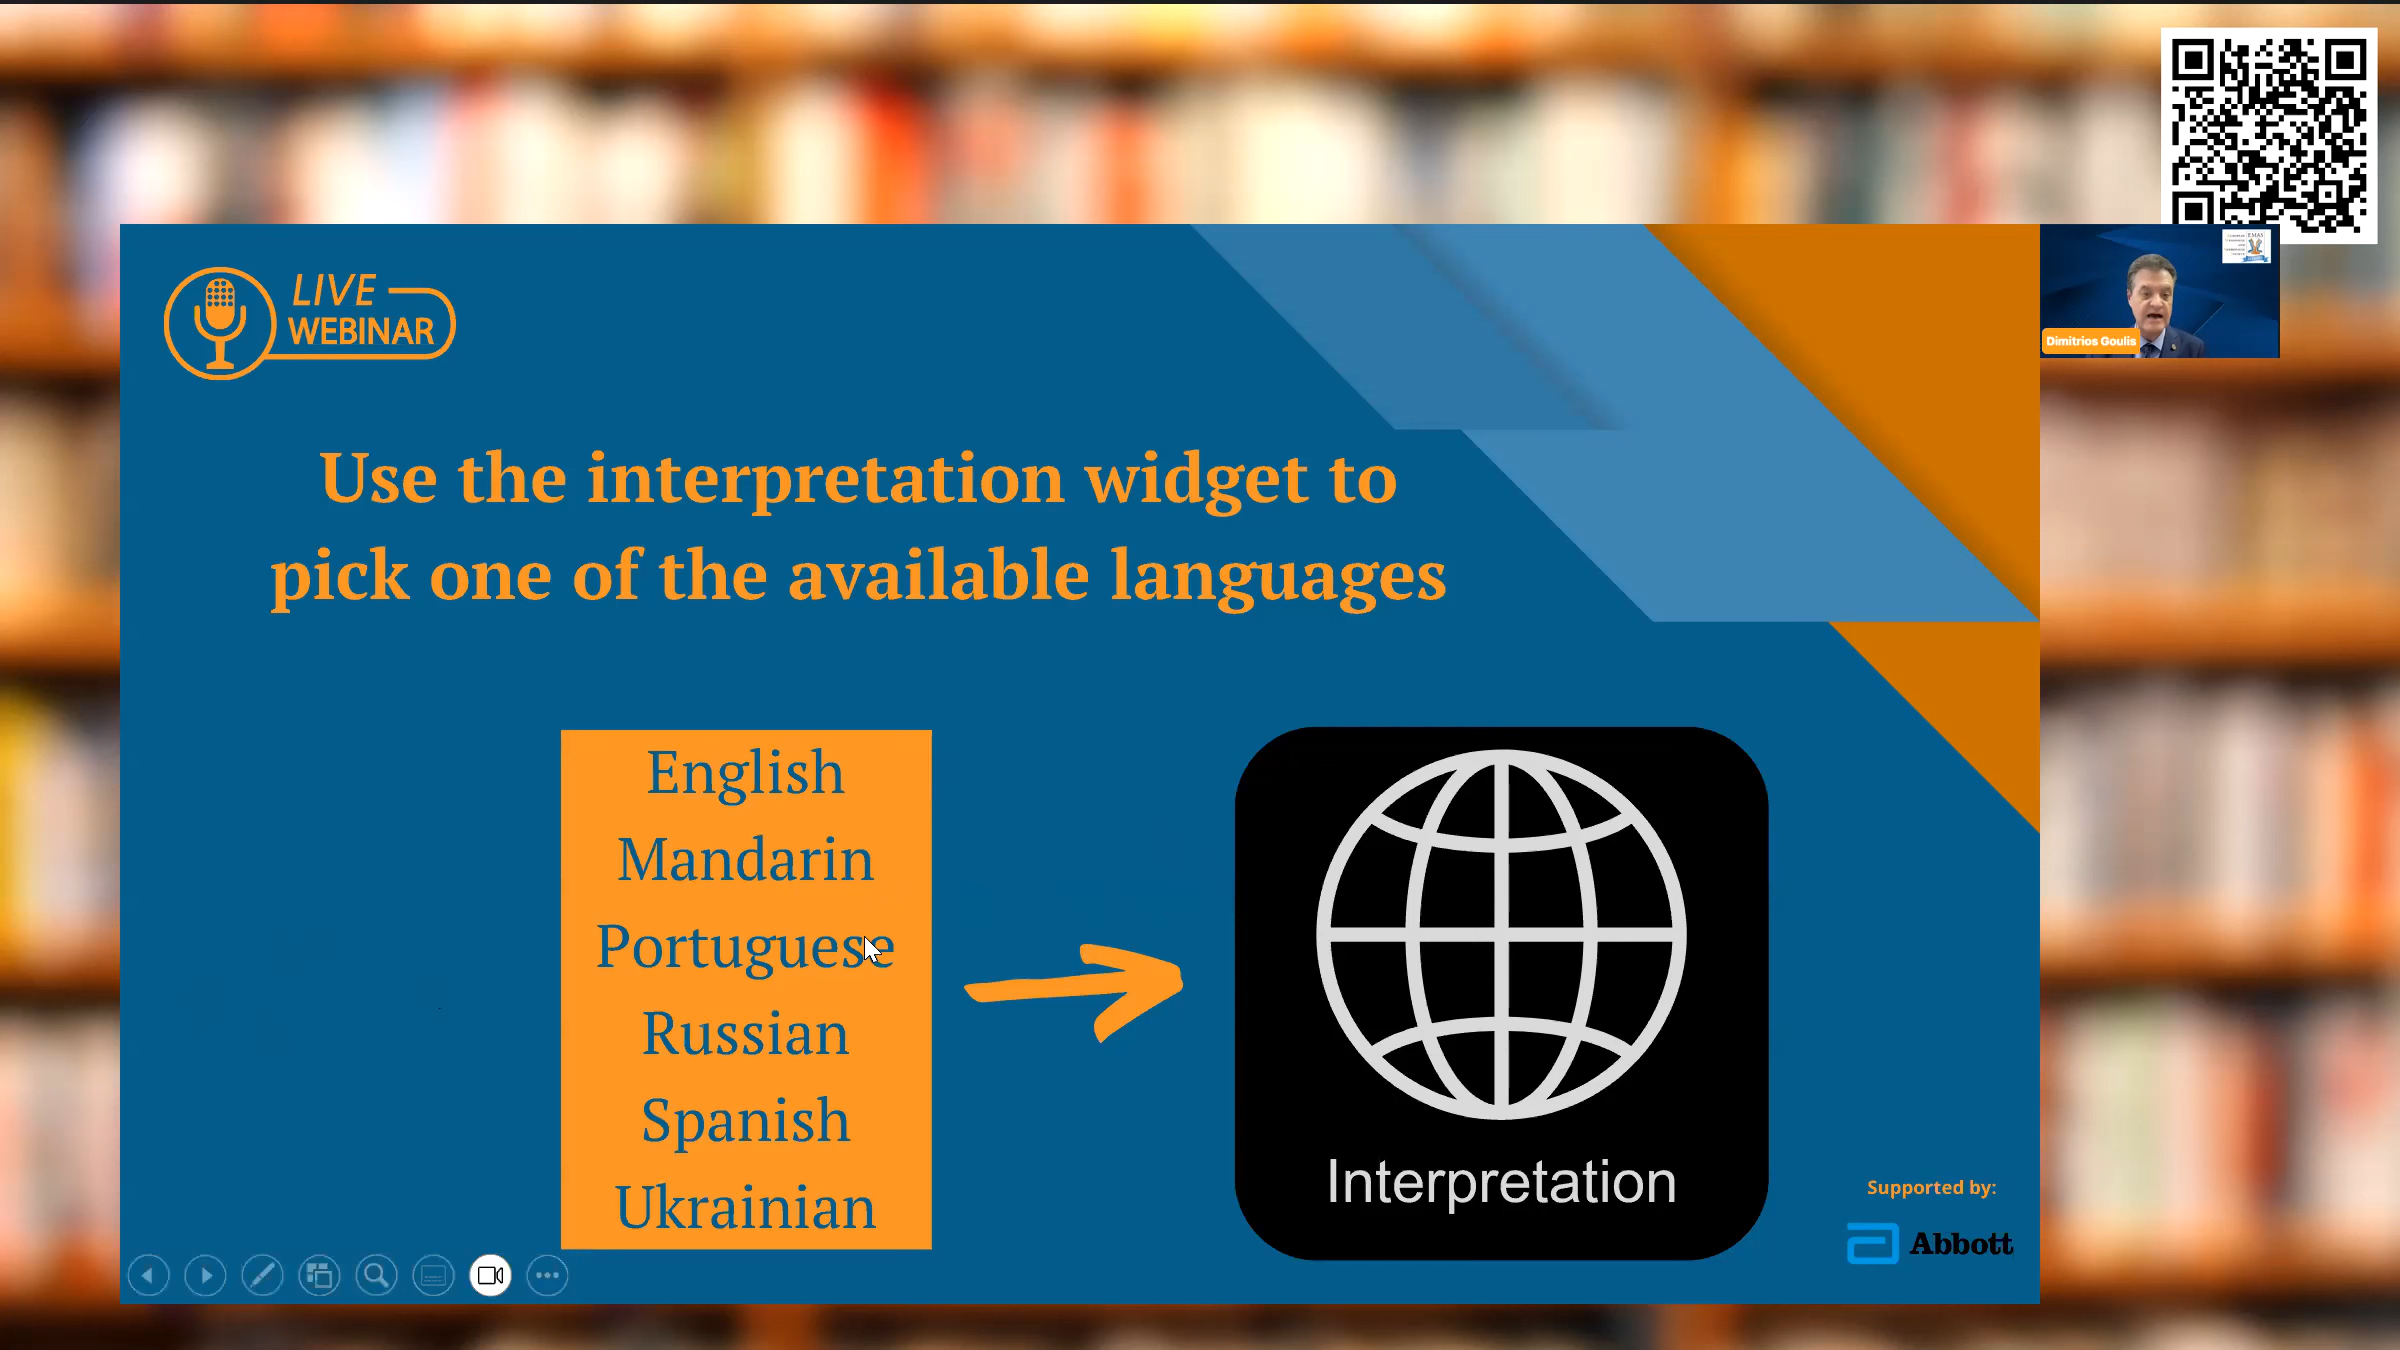 LIVE
WEBINAR
Use the interpretation widget to
pick one of the available languages
English
Mandarin
Portuguese
Russian
Spanish
Ukrainian
Interpretation
Supported by:
Abbott
EMAS
Dimitrios Goulis